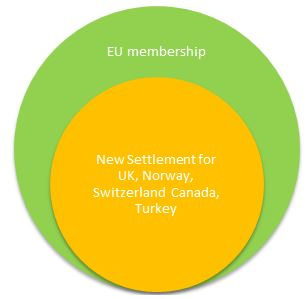 EU membership
New Settlement for
UK, Norway,
Switzerland Canada,
Turkey